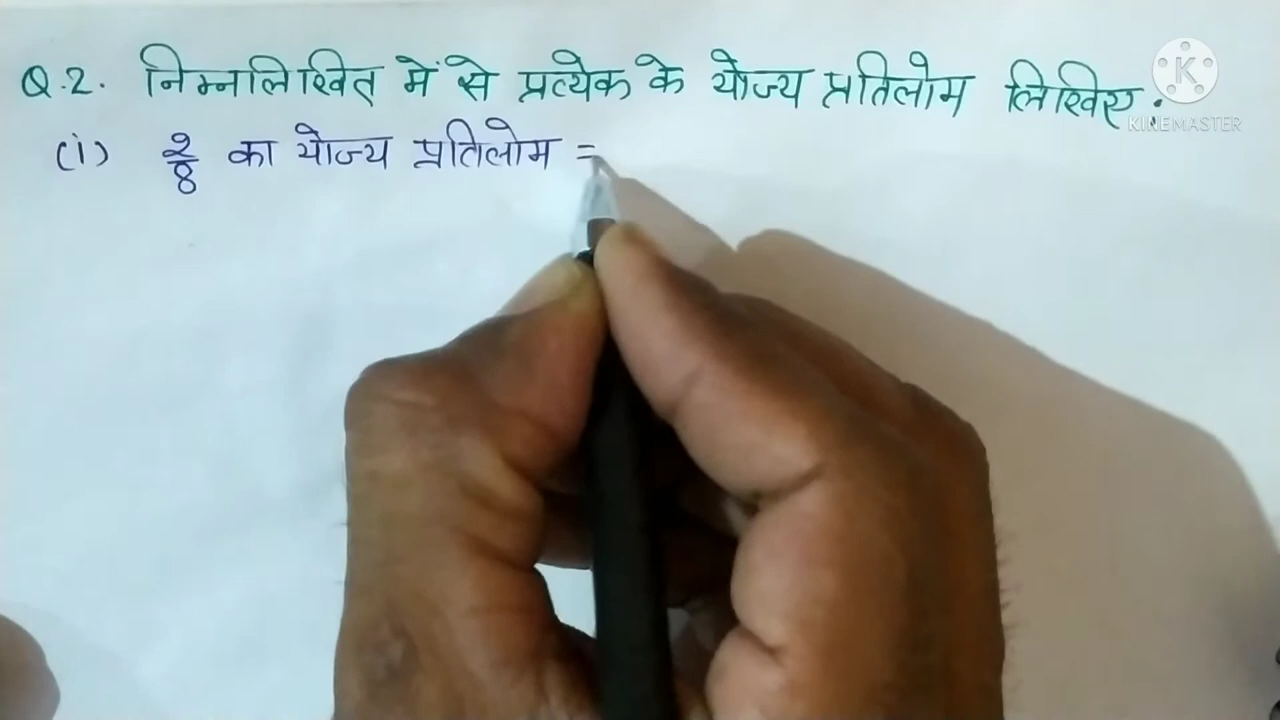 Q.2. निम्नलिखित में से प्रत्येक के योज्य प्रतिलोम लिखिए.
(i) 2/8 का योज्य प्रतिलोम =
K
KINEMASTER